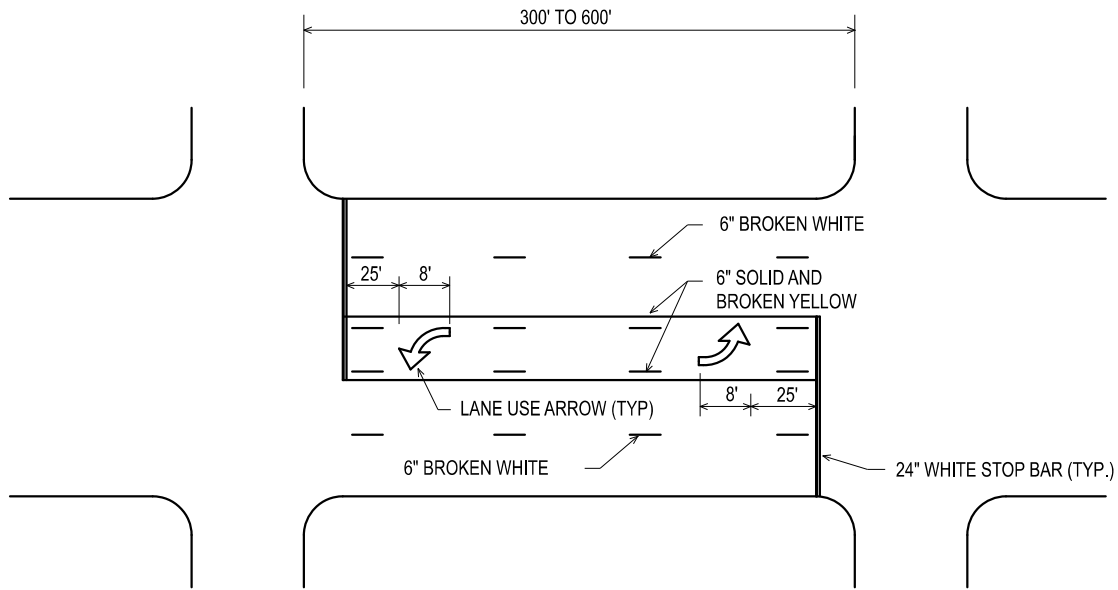 300' TO 600'
6" BROKEN WHITE
25'
8'
6" SOLID AND
BROKEN YELLOW
LANE USE ARROW (TYP)
8'
25'
6" BROKEN WHITE
24" WHITE STOP BAR (TYP.)